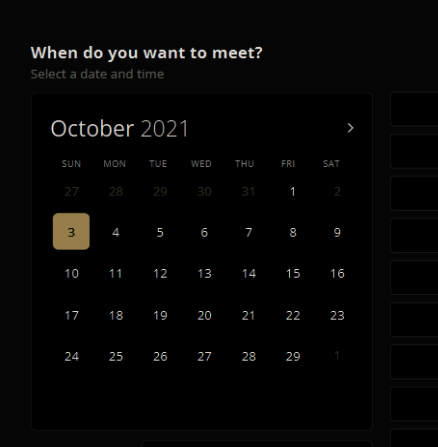 When do you want to meet?
Select a date and time
October 2021
SUN MON TUE WED THU FRI SAT
27 28 29 30 31 1 2
3 4 5 6 7 8 9
10 11 12 13 14 15 16
17 18 19 20 21 22 23
24 25 26 27 28 29 1